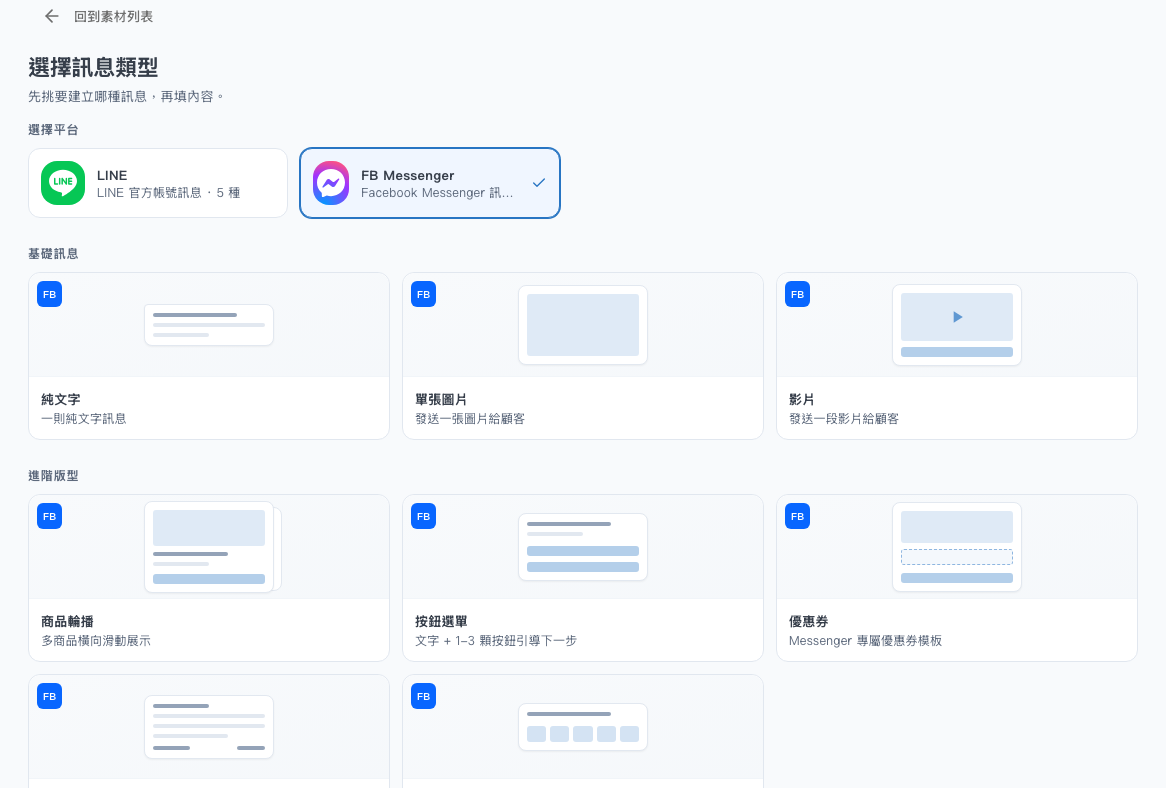 回到素材列表
選擇訊息類型
先挑要建立哪種訊息，再填內容。
選擇平台
LINE
LINE
LINE 官方帳號訊息・5 種
FB Messenger
Facebook Messenger 訊…
基礎訊息
FB
純文字
一則純文字訊息
FB
單張圖片
發送一張圖片給顧客
FB
影片
發送一段影片給顧客
進階版型
FB
商品輪播
多商品橫向滑動展示
FB
按鈕選單
文字 + 1–3 顆按鈕引導下一步
FB
優惠券
Messenger 專屬優惠券模板
FB
FB